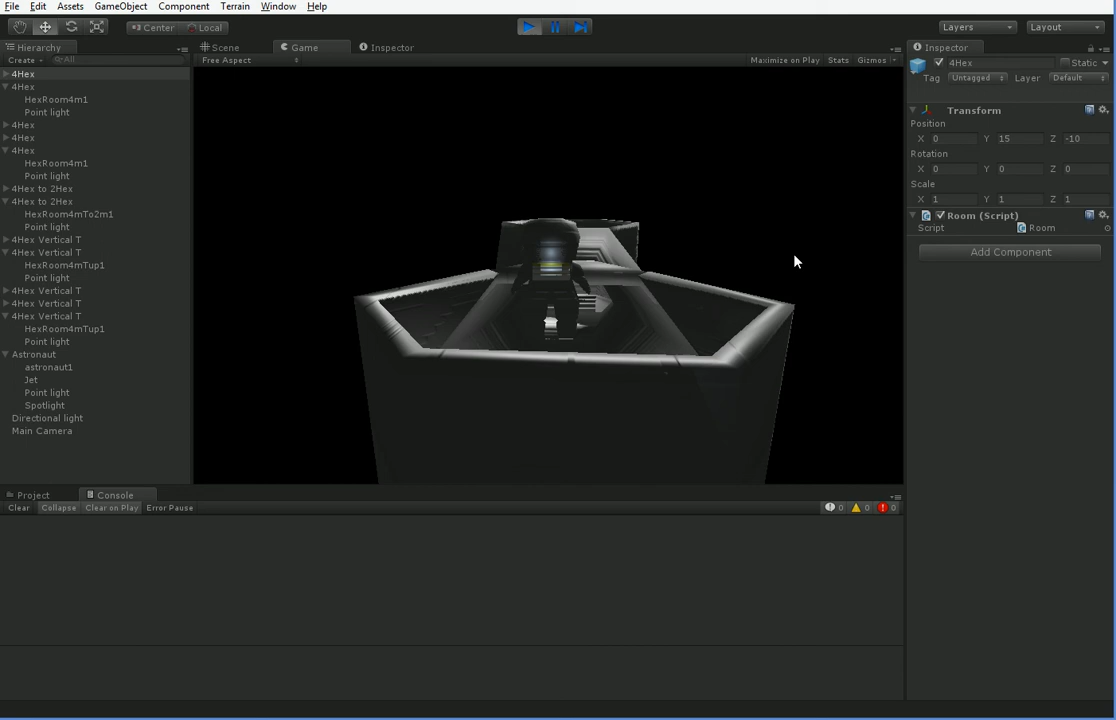 File Edit Assets GameObject Component Terrain Window Help
Center Local Layers Layout
Hierarchy Scene Game Inspector Inspector
Create All Free Aspect Maximize on Play Stats Gizmos 4Hex Static
4Hex Tag Untagged Layer Default
4Hex
HexRoom4m1
Point light Transform
4Hex Position
4Hex X 0 Y 15 Z -10
4Hex Rotation
HexRoom4m1 X 0 Y 0 Z 0
Point light Scale
4Hex to 2Hex X 1 Y 1 Z 1
4Hex to 2Hex
HexRoom4mTo2m1 Room (Script)
Point light Script Room
4Hex Vertical T
4Hex Vertical T Add Component
HexRoom4mTup1
Point light
4Hex Vertical T
4Hex Vertical T
4Hex Vertical T
HexRoom4mTup1
Point light
Astronaut
astronaut1
Jet
Point light
Spotlight
Directional light
Main Camera
Project Console
Clear Collapse Clear on Play Error Pause 0 0 0